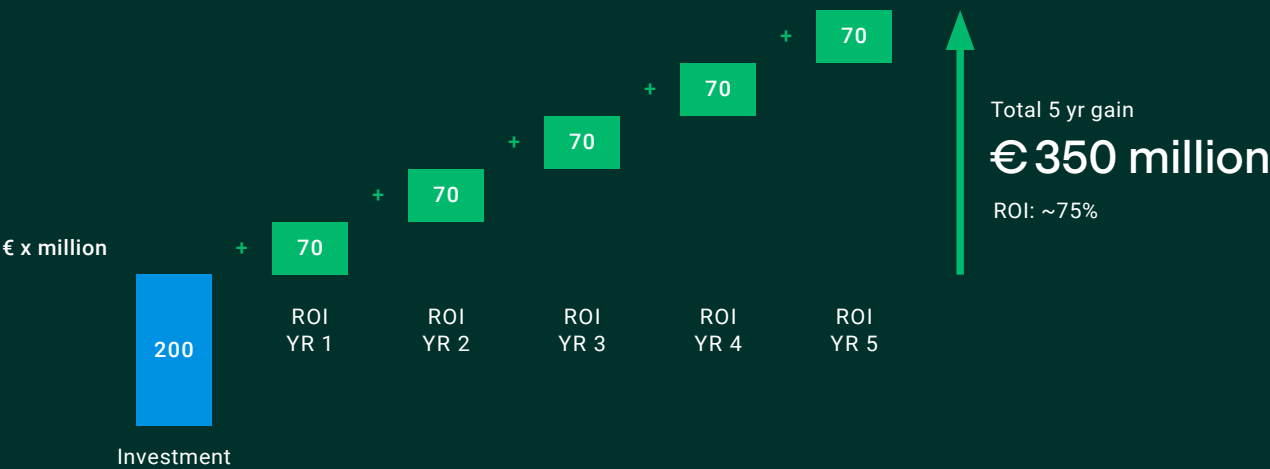 + 70
+ 70
Total 5 yr gain
+ 70
€ 350 million
+ 70
ROI: ~75%
€ x million
+ 70
ROI YR 1
ROI YR 2
ROI YR 3
ROI YR 4
ROI YR 5
200
Investment